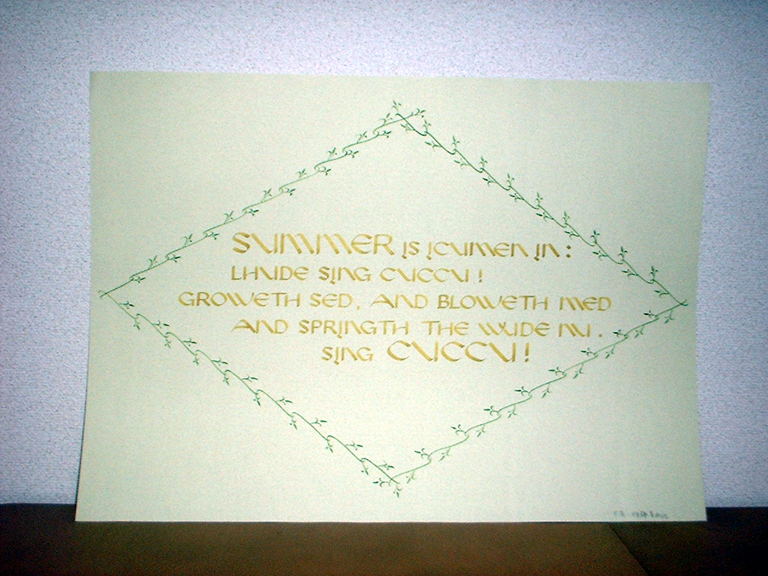 SUMMER IS ICUMEN IN:
LHUDE SING CUCCU!
GROWETH SED, AND BLOWETH MED
AND SPRINGTH THE WUDE NU.
SING CUCCU!